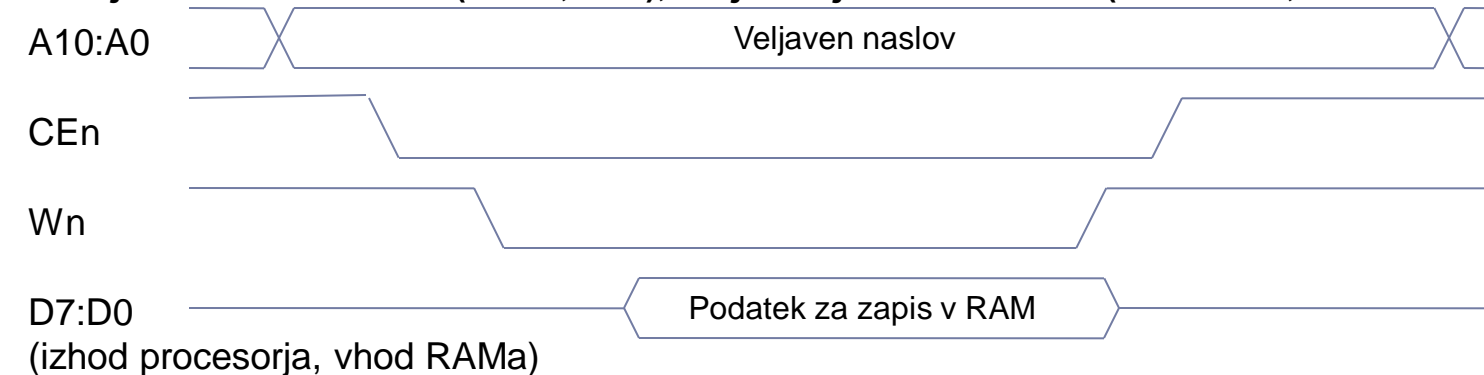 A10:A0
Veljaven naslov
CEn
Wn
D7:D0
Podatek za zapis v RAM
(izhod procesorja, vhod RAMa)